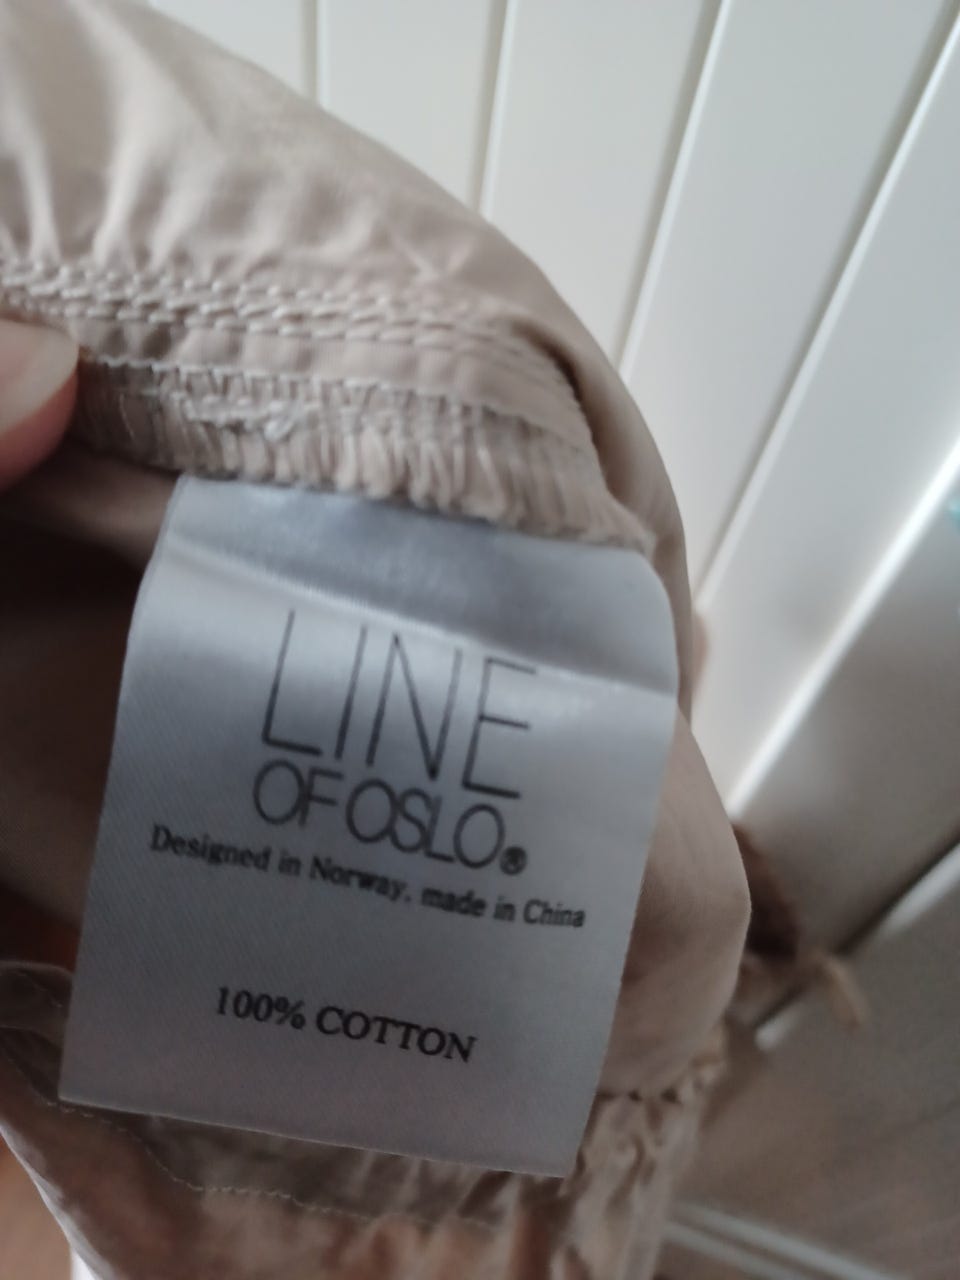 LINE
OF OSLO®
Designed in Norway, made in China
100% COTTON